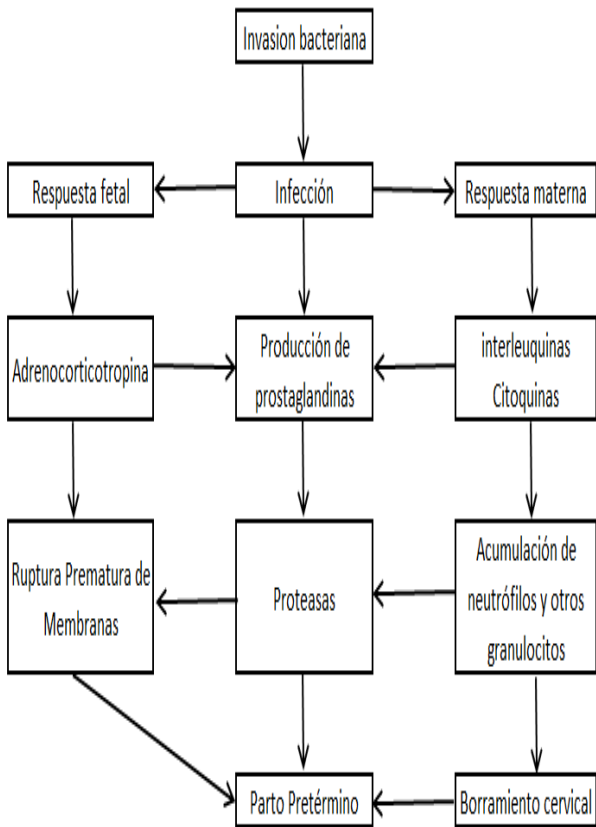 Invasion bacteriana
Respuesta fetal
Infección
Respuesta materna
Adrenocorticotropina
Producción de
prostaglandinas
interleuquinas
Citoquinas
Ruptura Prematura de
Membranas
Proteasas
Acumulación de
neutrófilos y otros
granulocitos
Parto Pretérmino
Borramiento cervical